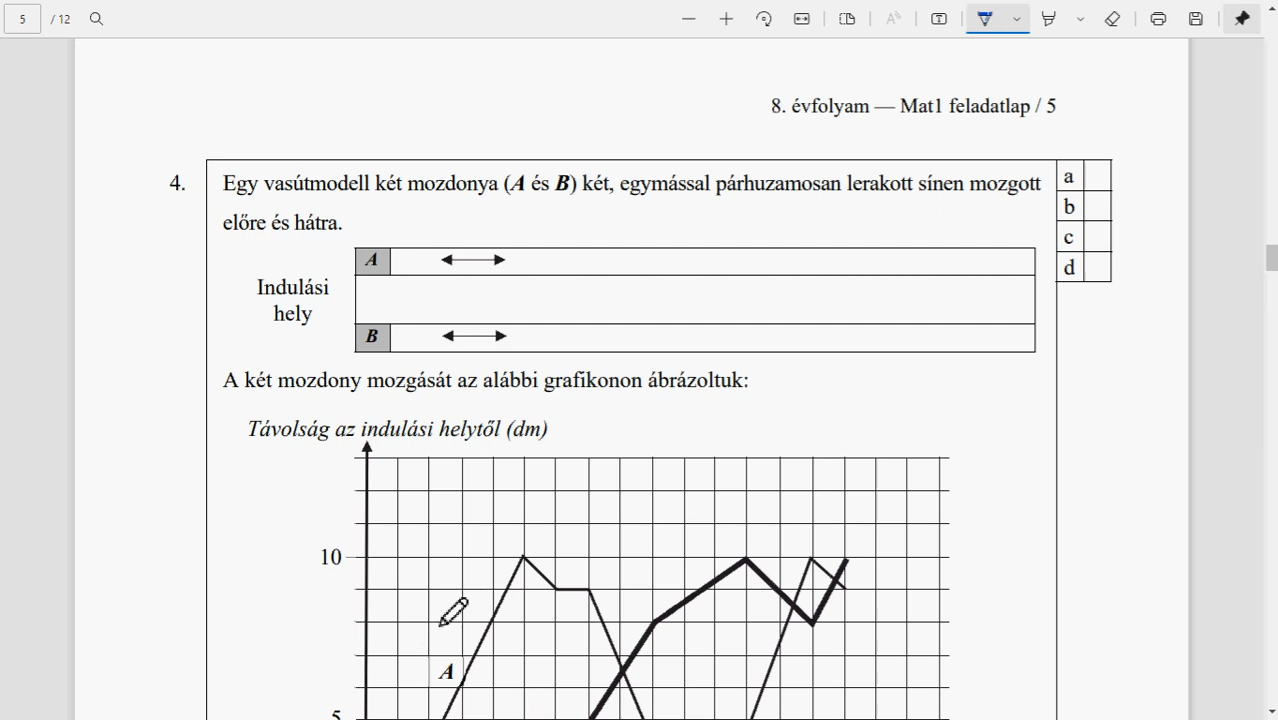 5 / 12
8. évfolyam — Mat1 feladatlap / 5
4. Egy vasútmodell két mozdonya (A és B) két, egymással párhuzamosan lerakott sínen mozgott
előre és hátra.
a
b
c
d
A
Indulási
hely
B
A két mozdony mozgását az alábbi grafikonon ábrázoltuk:
Távolság az indulási helytől (dm)
10
A
5